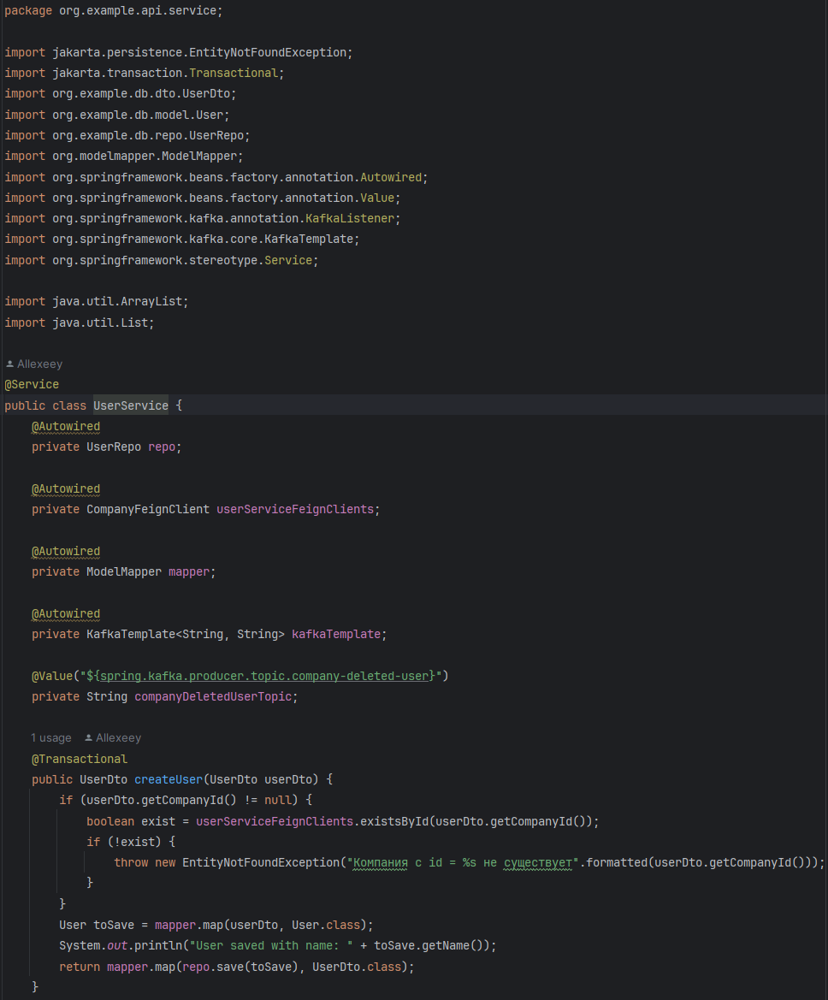 package org.example.api.service;
import jakarta.persistence.EntityNotFoundException;
import jakarta.transaction.Transactional;
import org.example.db.dto.UserDto;
import org.example.db.model.User;
import org.example.db.repo.UserRepo;
import org.modelmapper.ModelMapper;
import org.springframework.beans.factory.annotation.Autowired;
import org.springframework.beans.factory.annotation.Value;
import org.springframework.kafka.annotation.KafkaListener;
import org.springframework.kafka.core.KafkaTemplate;
import org.springframework.stereotype.Service;
import java.util.ArrayList;
import java.util.List;
Allexeey
@Service
public class UserService {
@Autowired
private UserRepo repo;
@Autowired
private CompanyFeignClient userServiceFeignClients;
@Autowired
private ModelMapper mapper;
@Autowired
private KafkaTemplate<String, String> kafkaTemplate;
@Value("${spring.kafka.producer.topic.company-deleted-user}")
private String companyDeletedUserTopic;
1 usage Allexeey
@Transactional
public UserDto createUser(UserDto userDto) {
if (userDto.getCompanyId() != null) {
boolean exist = userServiceFeignClients.existsById(userDto.getCompanyId());
if (!exist) {
throw new EntityNotFoundException("Компания с id = %s не существует".formatted(userDto.getCompanyId()));
}
}
User toSave = mapper.map(userDto, User.class);
System.out.println("User saved with name: " + toSave.getName());
return mapper.map(repo.save(toSave), UserDto.class);
}